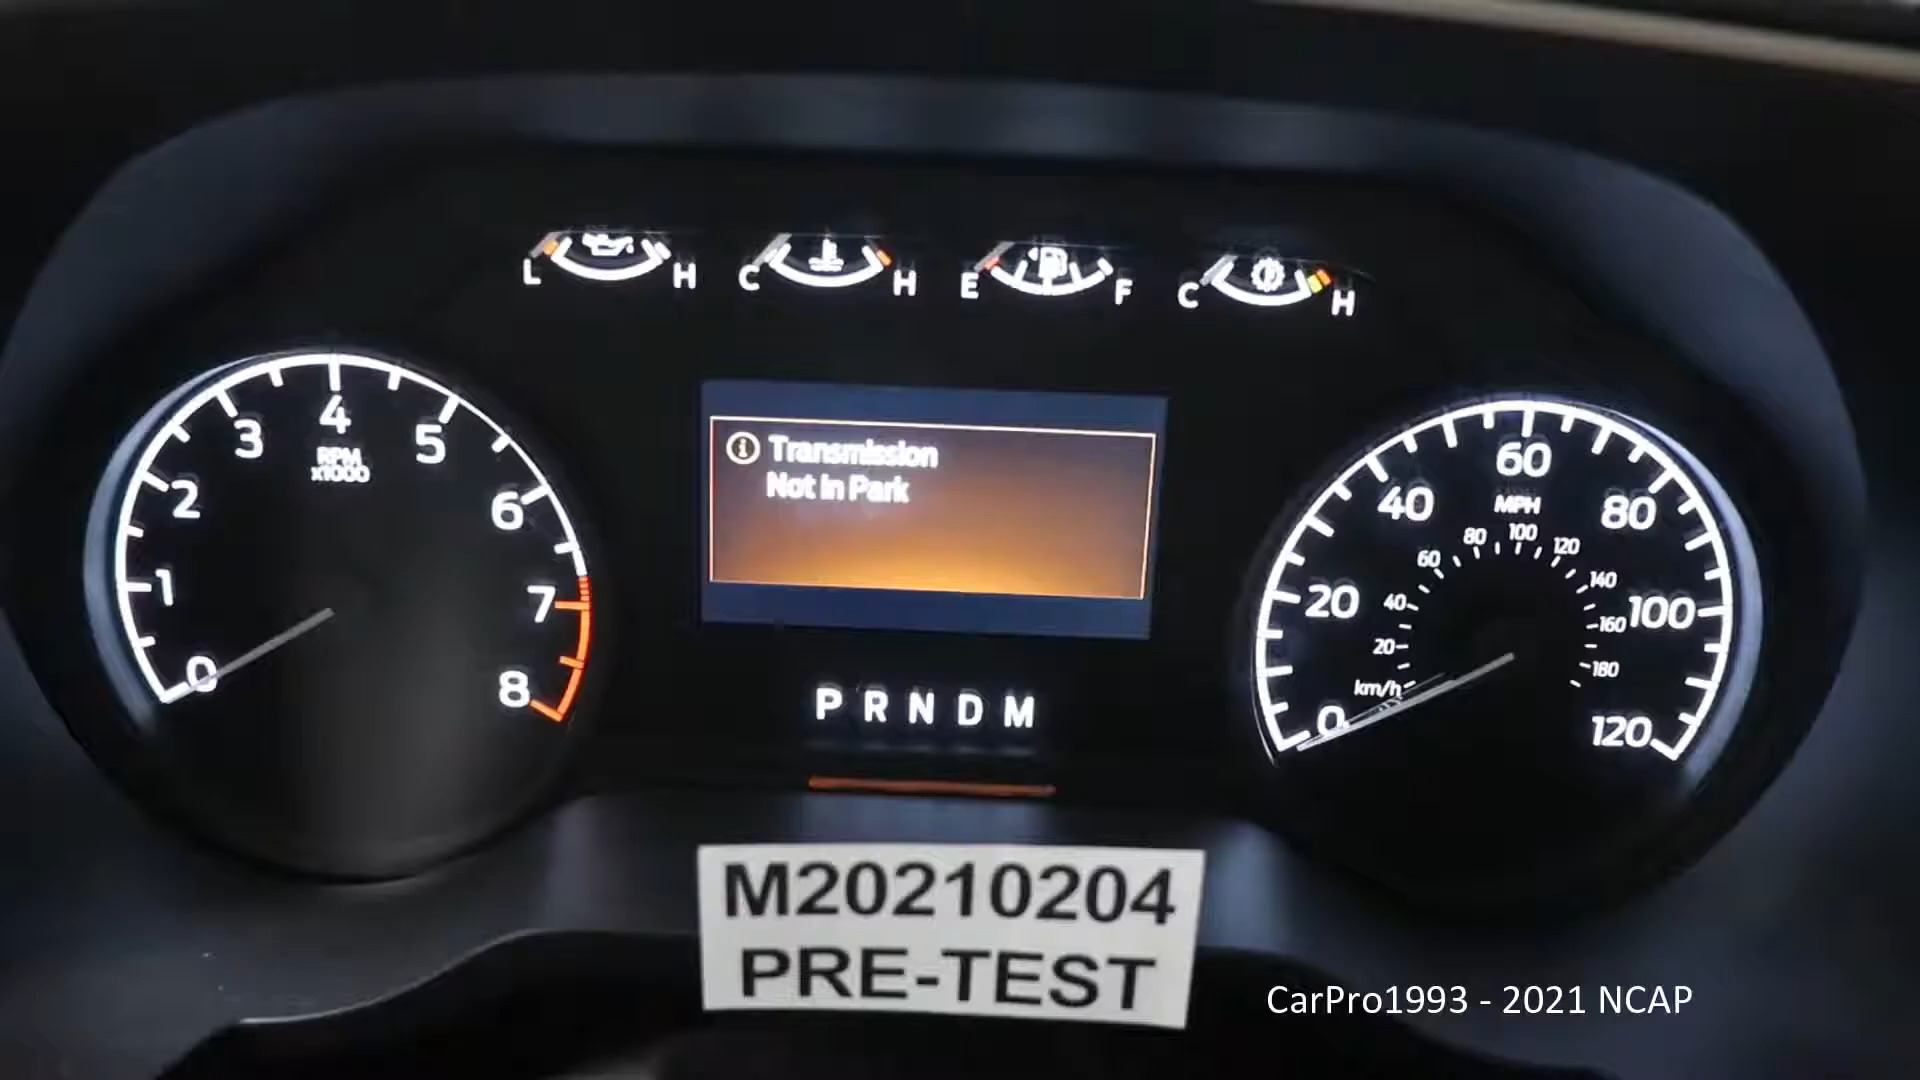 L H C H E F C H
0 1 2 3 4 5 6 7 8
RPM
x1000
Transmission
Not in Park
P R N D M
0 20 40 60 80 100 120
MPH
20 40 60 80 100 120 140 160 180
km/h
M20210204
PRE-TEST
CarPro1993 - 2021 NCAP